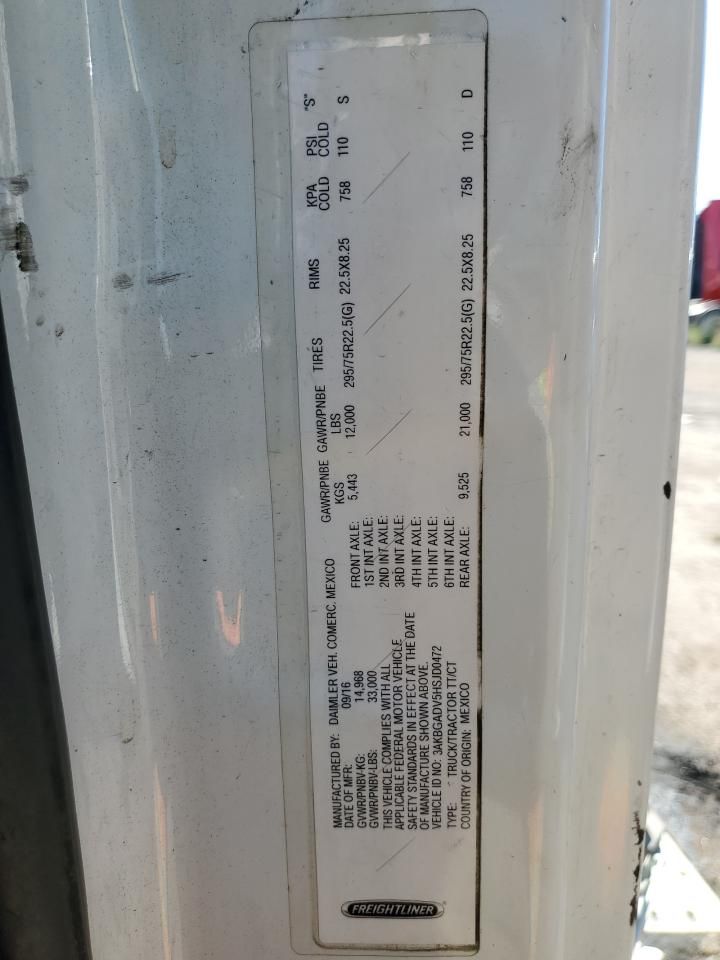 FREIGHTLINER
MANUFACTURED BY: DAIMLER VEH. COMERC. MEXICO
DATE OF MFR: 09/16
GVWR/PNBV-KG: 14,968
GVWR/PNBV-LBS: 33,000
THIS VEHICLE COMPLIES WITH ALL
APPLICABLE FEDERAL MOTOR VEHICLE
SAFETY STANDARDS IN EFFECT AT THE DATE
OF MANUFACTURE SHOWN ABOVE.
VEHICLE ID NO: 3AKBGADV5HSJD0472
TYPE: TRUCK/TRACTOR TT/CT
COUNTRY OF ORIGIN: MEXICO
GAWR/PNBE KGS GAWR/PNBE LBS TIRES RIMS KPA COLD PSI COLD "S"
FRONT AXLE: 5,443 12,000 295/75R22.5(G) 22.5X8.25 758 110 S
1ST INT AXLE:
2ND INT AXLE:
3RD INT AXLE:
4TH INT AXLE:
5TH INT AXLE:
6TH INT AXLE:
REAR AXLE: 9,525 21,000 295/75R22.5(G) 22.5X8.25 758 110 D